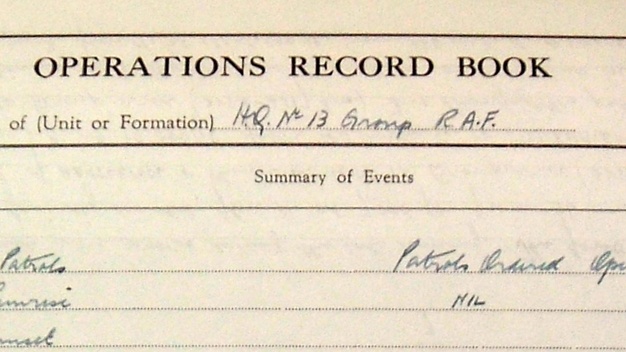 OPERATIONS RECORD BOOK
of (Unit or Formation) H.Q. No 13 Group R.A.F.
Summary of Events
Patrols Patrols Ordered
NIL